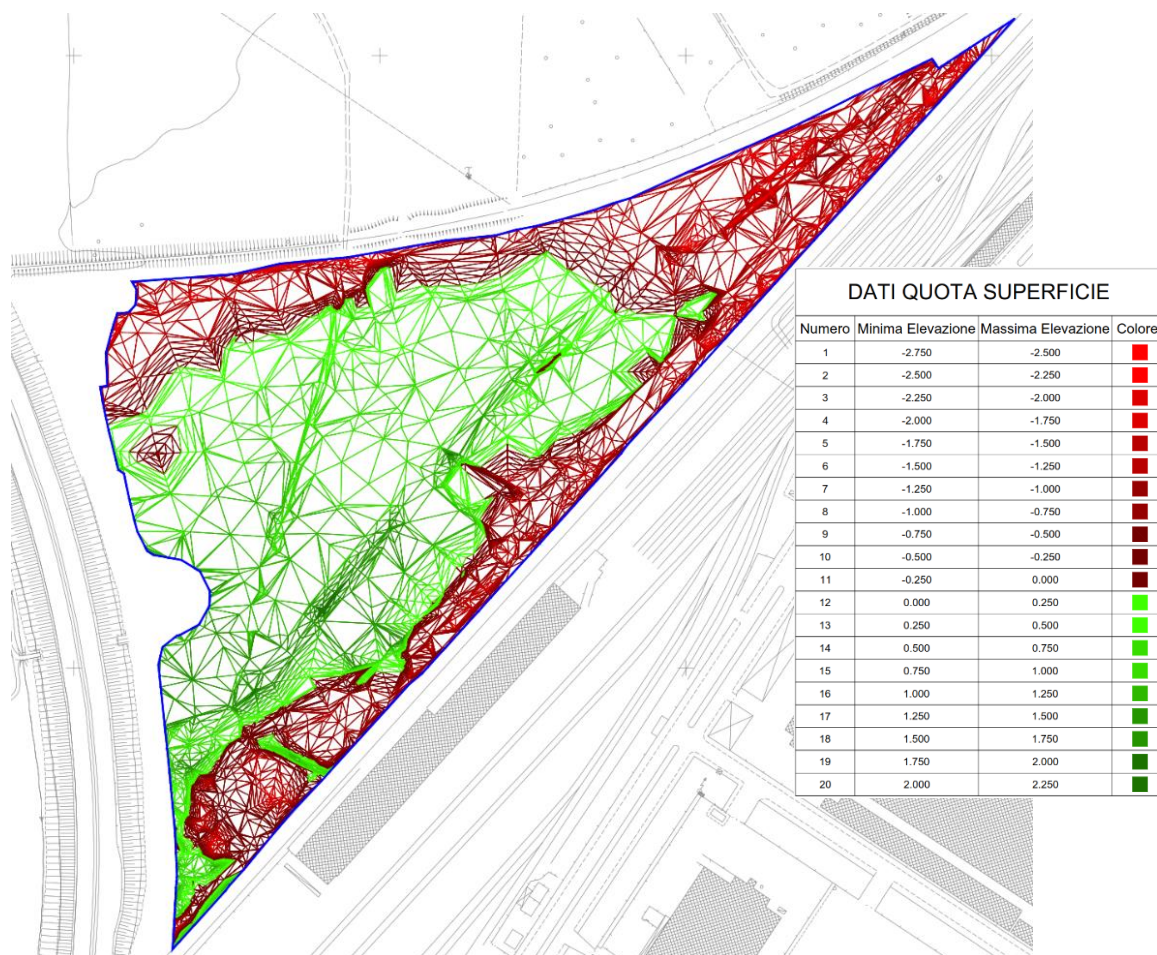 DATI QUOTA SUPERFICIE
Numero Minima Elevazione Massima Elevazione Colore
1 -2.750 -2.500
2 -2.500 -2.250
3 -2.250 -2.000
4 -2.000 -1.750
5 -1.750 -1.500
6 -1.500 -1.250
7 -1.250 -1.000
8 -1.000 -0.750
9 -0.750 -0.500
10 -0.500 -0.250
11 -0.250 0.000
12 0.000 0.250
13 0.250 0.500
14 0.500 0.750
15 0.750 1.000
16 1.000 1.250
17 1.250 1.500
18 1.500 1.750
19 1.750 2.000
20 2.000 2.250